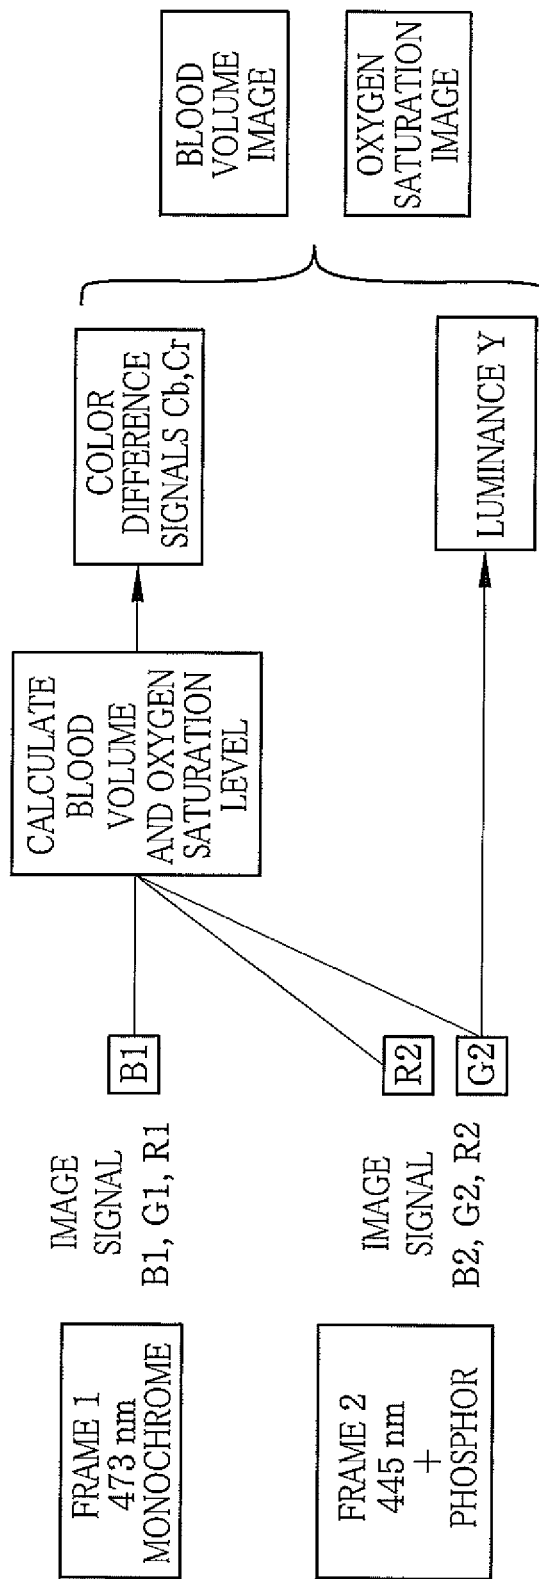 FRAME 1
473 nm
MONOCHROME
IMAGE
SIGNAL
B1, G1, R1
B1
CALCULATE
BLOOD
VOLUME
AND OXYGEN
SATURATION
LEVEL
COLOR
DIFFERENCE
SIGNALS Cb,Cr
BLOOD
VOLUME
IMAGE
FRAME 2
445 nm
+
PHOSPHOR
IMAGE
SIGNAL
B2, G2, R2
R2
G2
LUMINANCE Y
OXYGEN
SATURATION
IMAGE